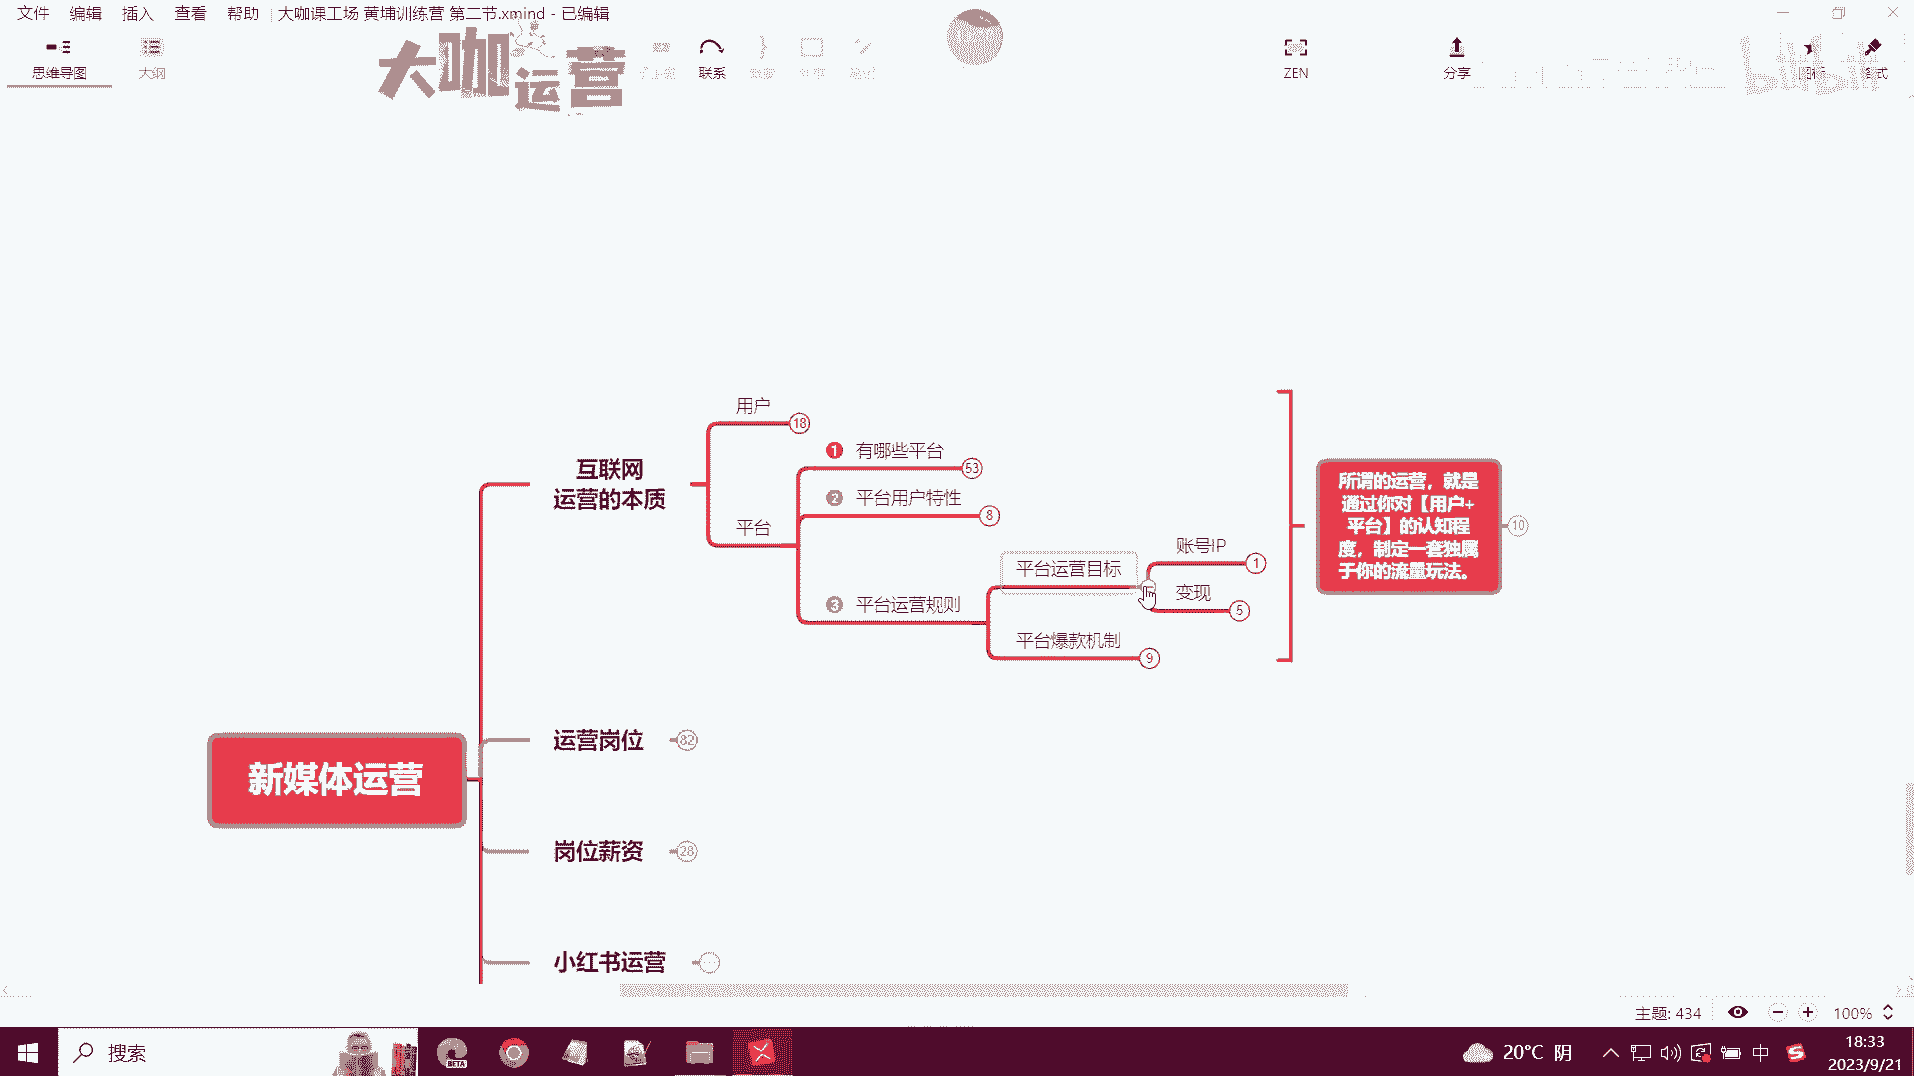 文件 编辑 插入 查看 帮助 大咖课工场 黄埔训练营 第二节.xmind - 已编辑
思维导图
大纲
大咖运营
联系
ZEN
分享
bilibili
用户
18
1 有哪些平台
53
互联网
运营的本质
2 平台用户特性
8
平台
账号IP
1
平台运营目标
变现
5
3 平台运营规则
平台爆款机制
9
所谓的运营，就是
通过你对【用户+
平台】的认知程
度，制定一套独属
于你的流量玩法。
10
运营岗位
82
新媒体运营
岗位薪资
28
小红书运营
主题: 434
100%
搜索
BETA
20°C 阴
中
18:33
2023/9/21